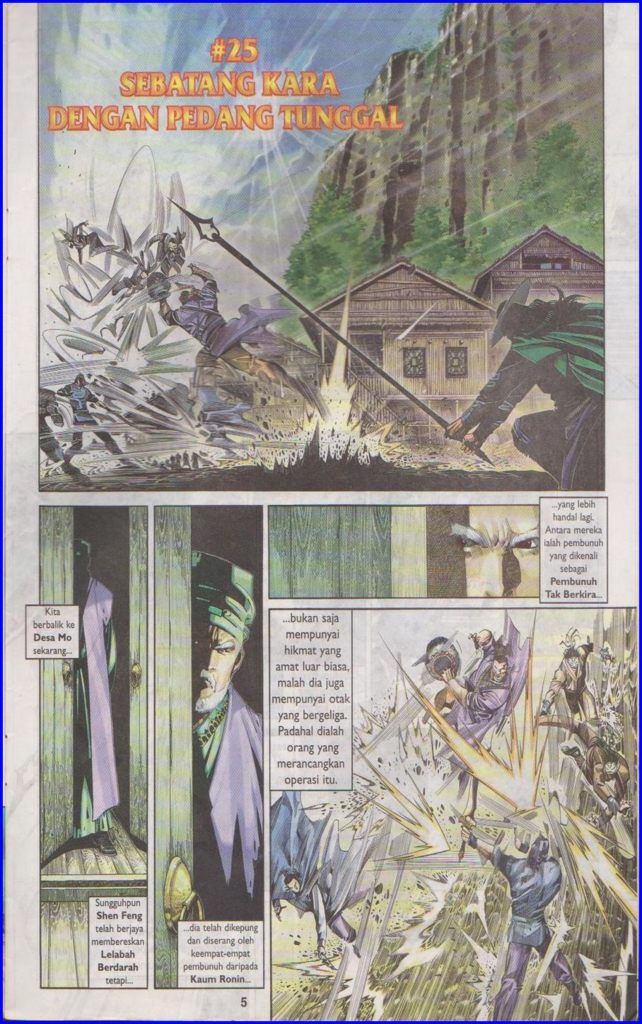 #25
SEBATANG KARA
DENGAN PEDANG TUNGGAL
Kita
berbalik ke
Desa Mo
sekarang...
Sungguhpun
Shen Feng
telah berjaya
membereskan
Lelabah
Berdarah
tetapi...
...dia telah dikepung
dan diserang oleh
keempat-empat
pembunuh daripada
Kaum Ronin...
...yang lebih
handal lagi.
Antara mereka
ialah pembunuh
yang dikenali
sebagai
Pembunuh
Tak Berkira...
...bukan saja
mempunyai
hikmat yang
amat luar biasa,
malah dia juga
mempunyai otak
yang bergeliga.
Padahal dialah
orang yang
merancangkan
operasi itu.
5